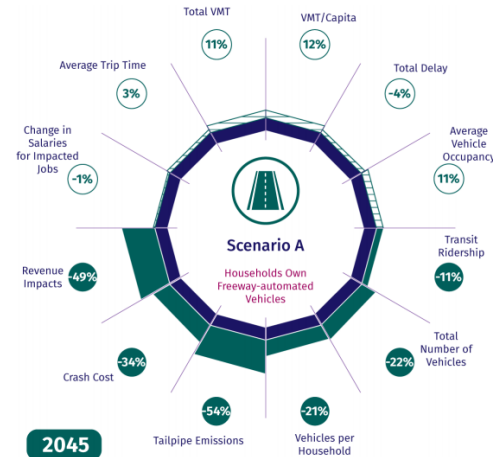 Total VMT
11%
VMT/Capita
12%
Average Trip Time
3%
Total Delay
-4%
Change in
Salaries
for Impacted
Jobs
-1%
Average
Vehicle
Occupancy
11%
Scenario A
Households Own
Freeway-automated
Vehicles
Revenue
Impacts
-49%
Transit
Ridership
-11%
Crash Cost
-34%
Total
Number of
Vehicles
-22%
Tailpipe Emissions
-54%
Vehicles per
Household
-21%
2045